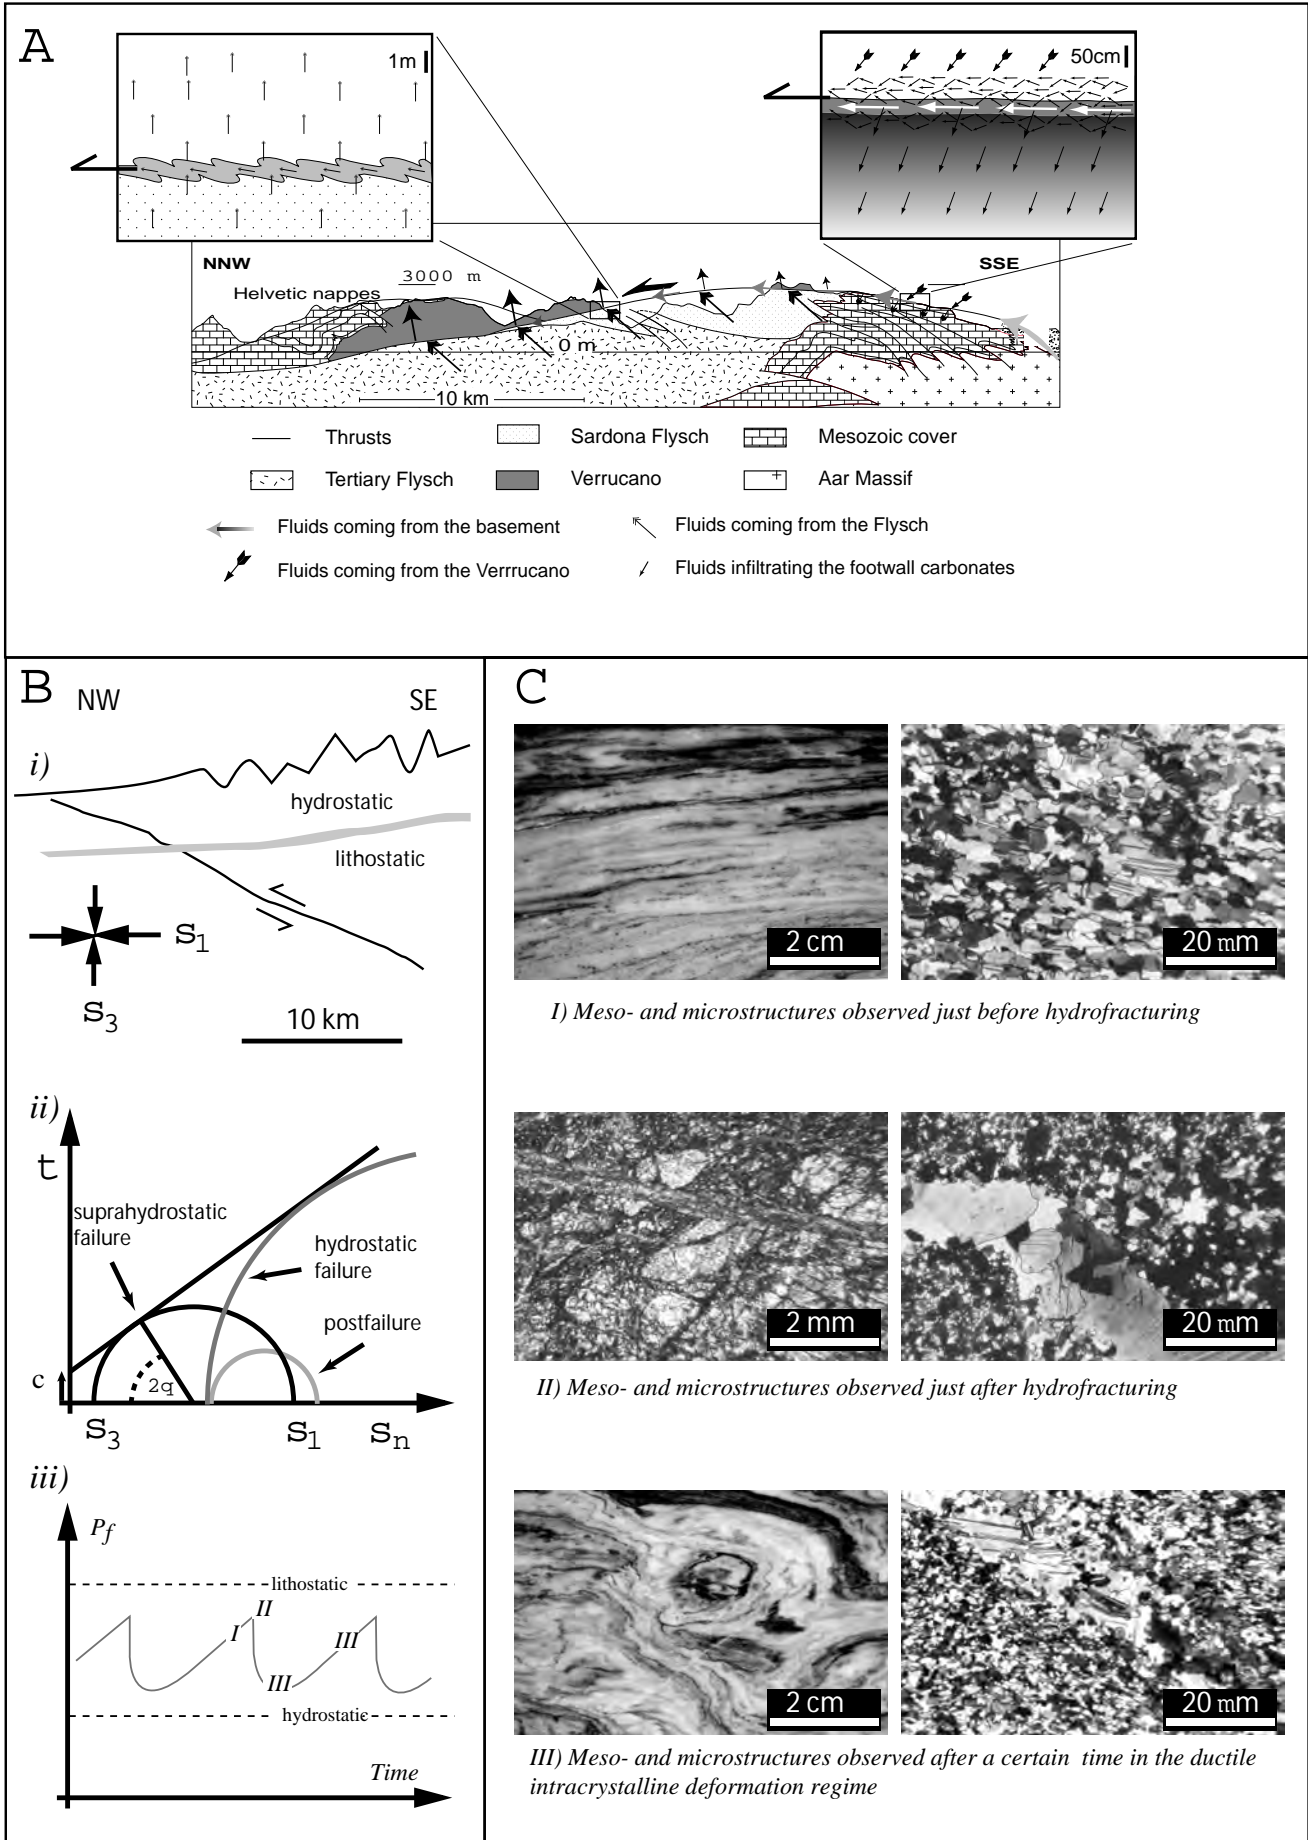 A
1m
50cm
NNW
SSE
3000 m
Helvetic nappes
0 m
10 km
Thrusts
Sardona Flysch
Mesozoic cover
Tertiary Flysch
Verrucano
Aar Massif
Fluids coming from the basement
Fluids coming from the Flysch
Fluids coming from the Verrrucano
Fluids infiltrating the footwall carbonates
B
NW
SE
i)
hydrostatic
lithostatic
s1
s3
10 km
ii)
t
suprahydrostatic
failure
hydrostatic
failure
postfailure
c
2q
s3
s1
sn
iii)
Pf
lithostatic
II
I
III
III
hydrostatic
Time
C
2 cm
20 mm
I) Meso- and microstructures observed just before hydrofracturing
2 mm
20 mm
II) Meso- and microstructures observed just after hydrofracturing
2 cm
20 mm
III) Meso- and microstructures observed after a certain time in the ductile
intracrystalline deformation regime